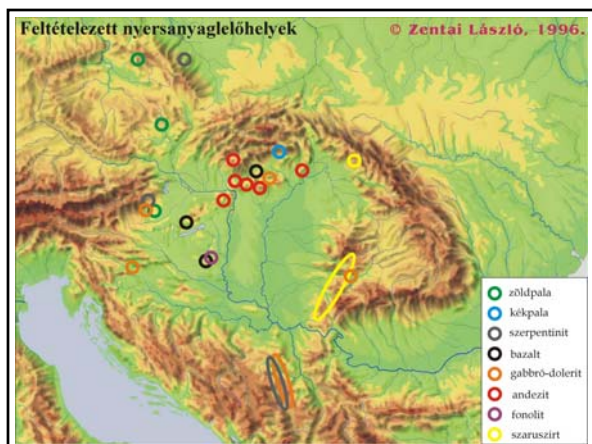 Feltételezett nyersanyaglelőhelyek
© Zentai László, 1996.
zöldpala
kékpala
szerpentinit
bazalt
gabbró-dolerit
andezit
fonolit
szaruszirt